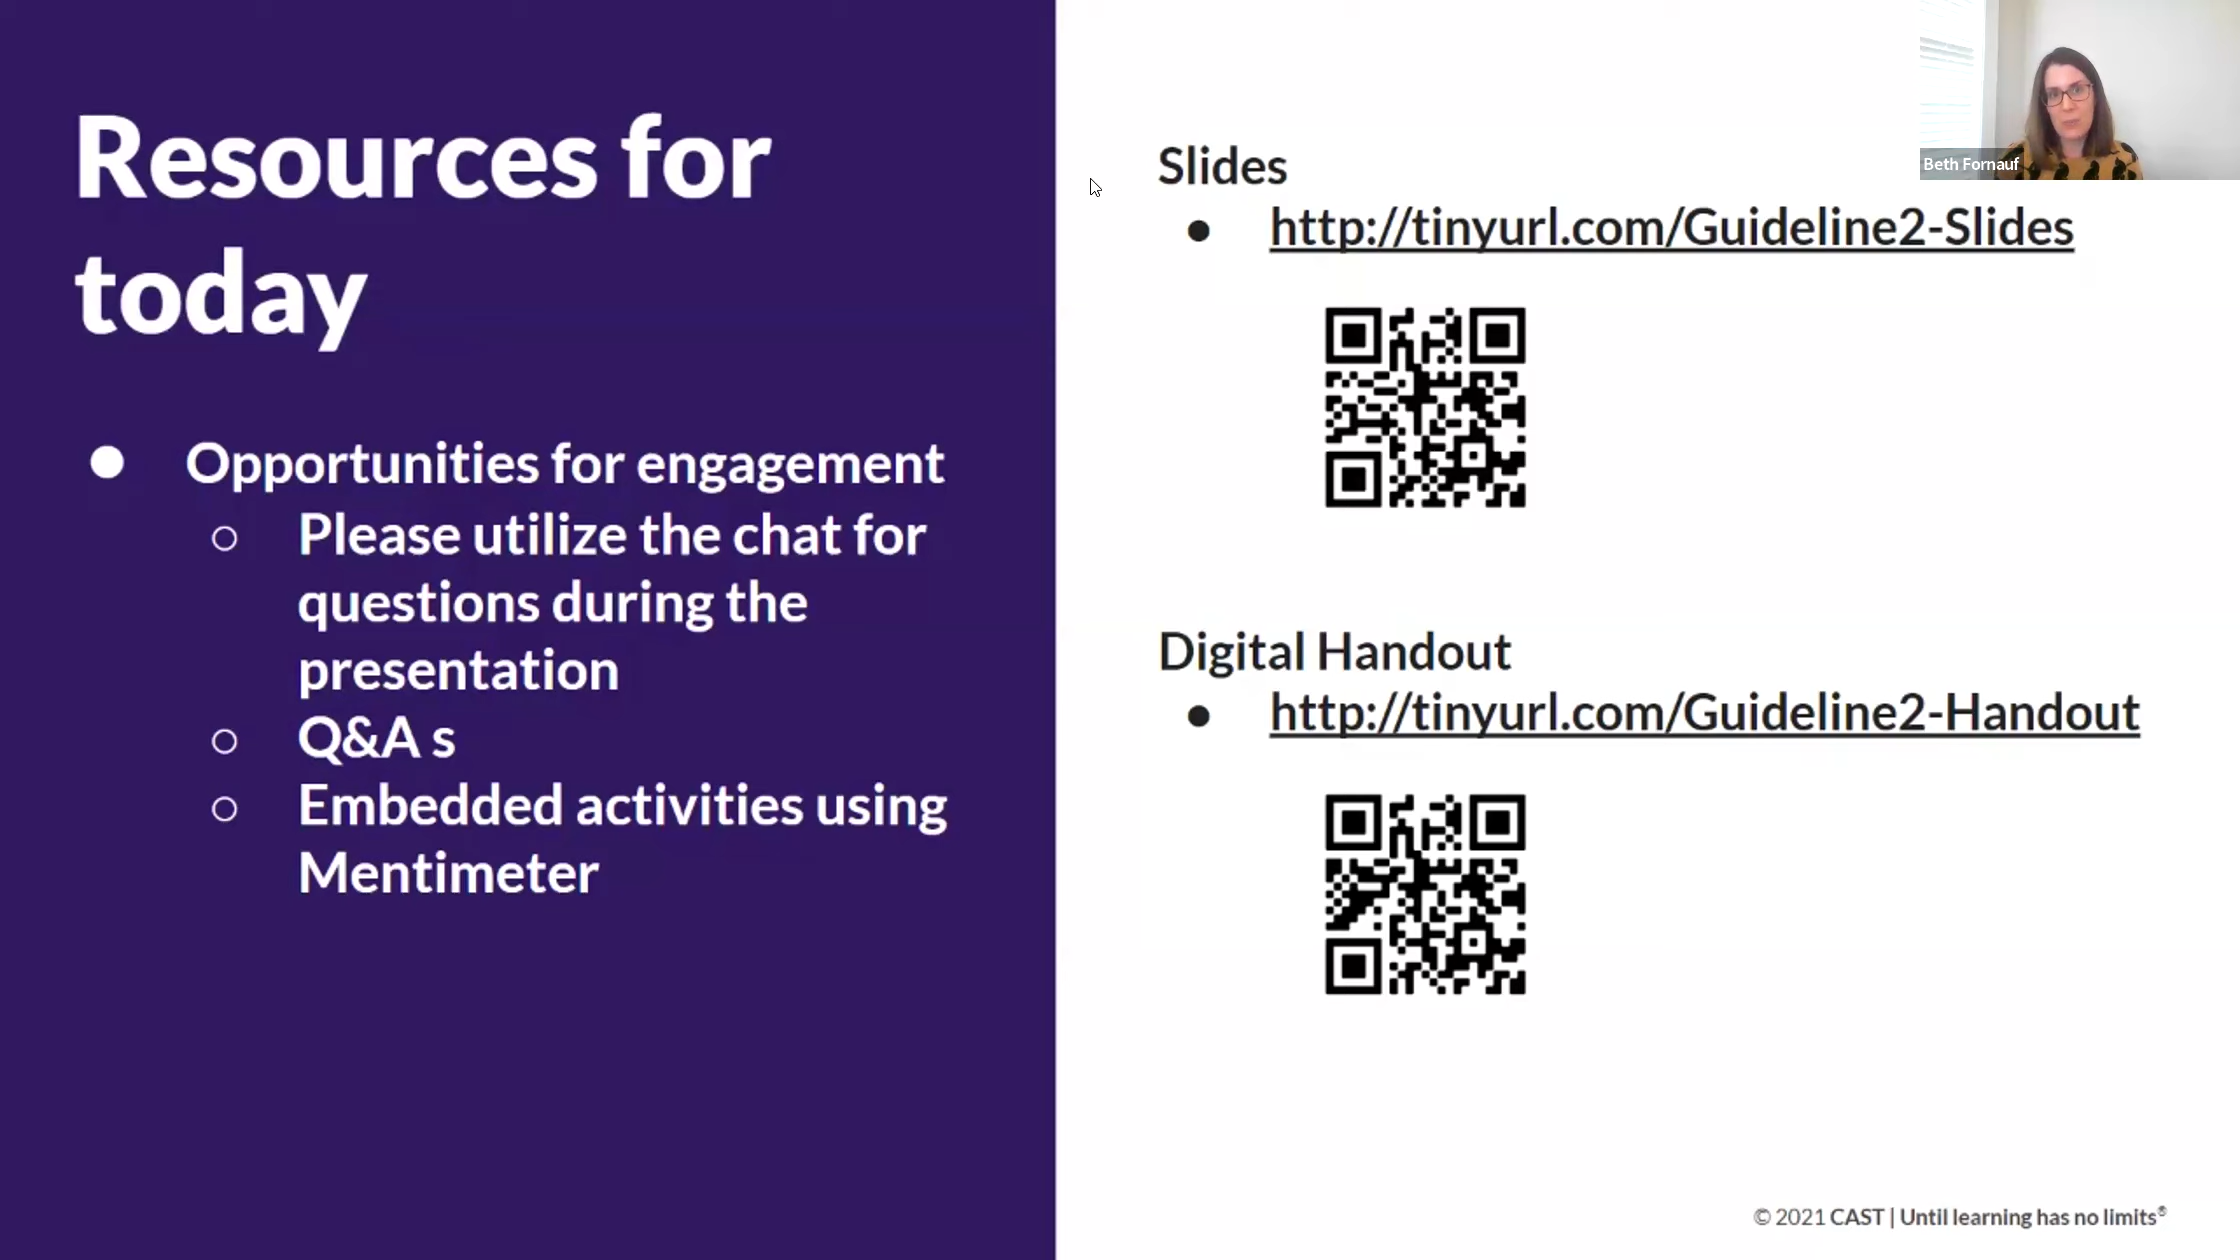 Resources for
today
● Opportunities for engagement
○ Please utilize the chat for
questions during the
presentation
○ Q&A s
○ Embedded activities using
Mentimeter
Slides
● http://tinyurl.com/Guideline2-Slides
Digital Handout
● http://tinyurl.com/Guideline2-Handout
Beth Fornauf
© 2021 CAST | Until learning has no limits®